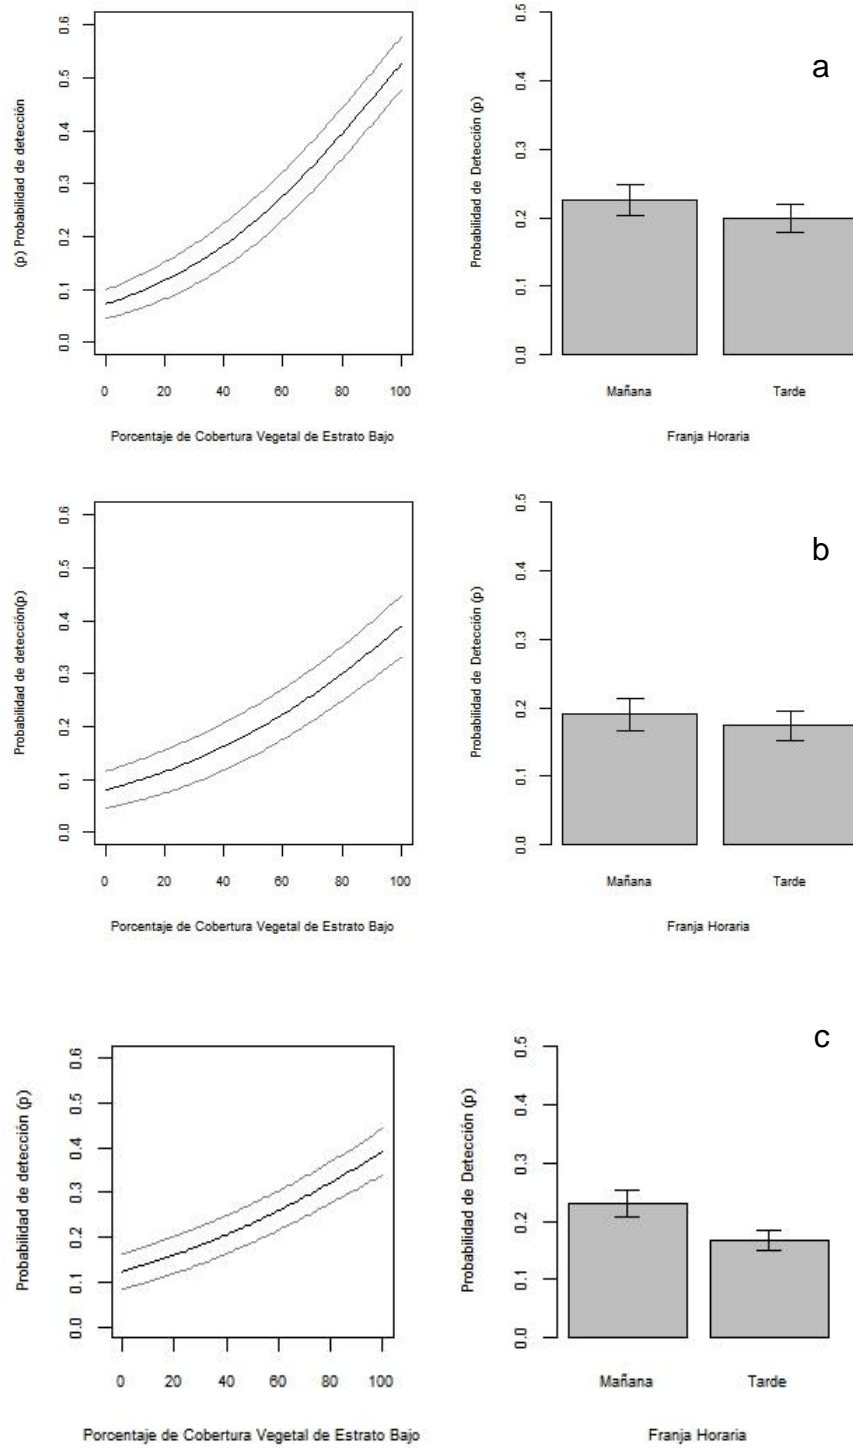 (p) Probabilidad de detección
0.0 0.1 0.2 0.3 0.4 0.5 0.6
0 20 40 60 80 100
Porcentaje de Cobertura Vegetal de Estrato Bajo
a
Probabilidad de Detección (p)
0.0 0.1 0.2 0.3 0.4 0.5
Mañana Tarde
Franja Horaria
Probabilidad de detección(p)
0.0 0.1 0.2 0.3 0.4 0.5 0.6
0 20 40 60 80 100
Porcentaje de Cobertura Vegetal de Estrato Bajo
b
Probabilidad de Detección (p)
0.0 0.1 0.2 0.3 0.4 0.5
Mañana Tarde
Franja Horaria
Probabilidad de detección (p)
0.0 0.1 0.2 0.3 0.4 0.5 0.6
0 20 40 60 80 100
Porcentaje de Cobertura Vegetal de Estrato Bajo
c
Probabilidad de Detección (p)
0.0 0.1 0.2 0.3 0.4 0.5
Mañana Tarde
Franja Horaria